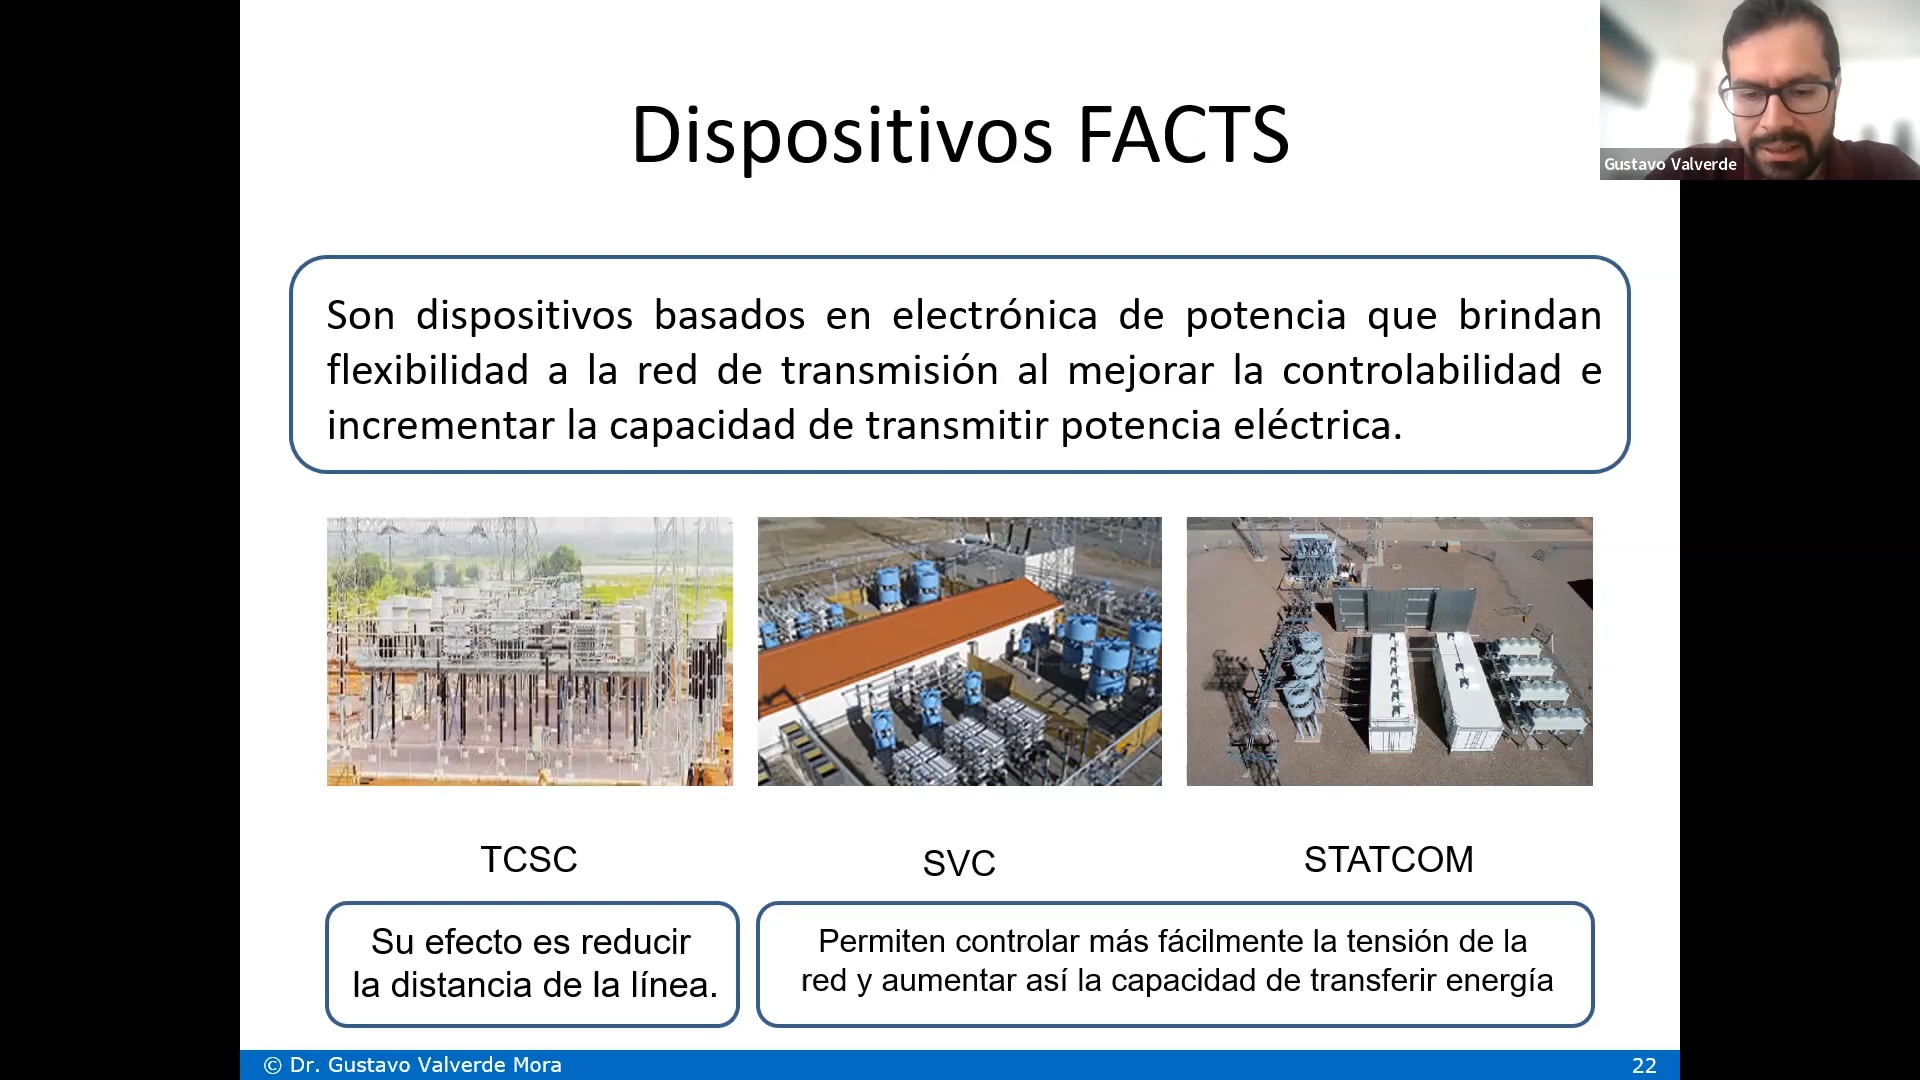 Dispositivos FACTS
Gustavo Valverde
Son dispositivos basados en electrónica de potencia que brindan
flexibilidad a la red de transmisión al mejorar la controlabilidad e
incrementar la capacidad de transmitir potencia eléctrica.
TCSC
SVC
STATCOM
Su efecto es reducir
la distancia de la línea.
Permiten controlar más fácilmente la tensión de la
red y aumentar así la capacidad de transferir energía
© Dr. Gustavo Valverde Mora
22